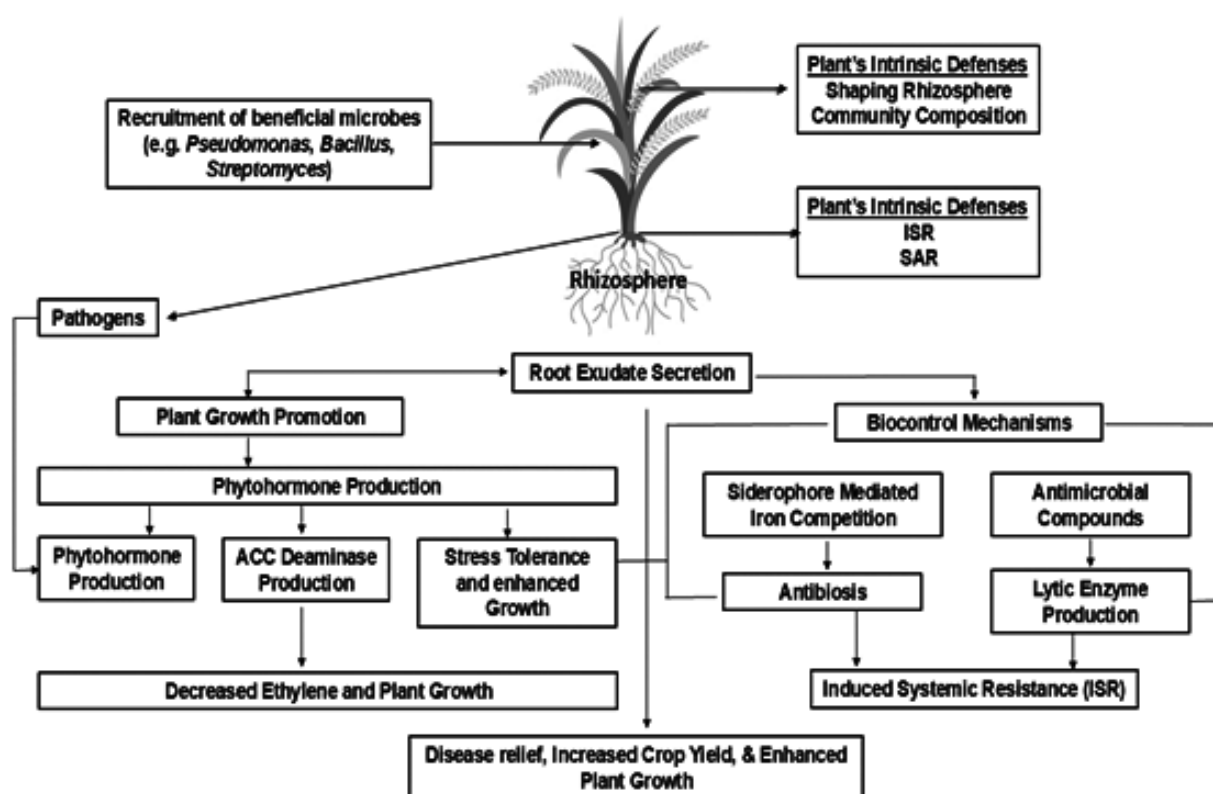 Recruitment of beneficial microbes
(e.g. Pseudomonas, Bacillus,
Streptomyces)
Plant's Intrinsic Defenses
Shaping Rhizosphere
Community Composition
Plant's Intrinsic Defenses
ISR
SAR
Rhizosphere
Pathogens
Root Exudate Secretion
Plant Growth Promotion
Biocontrol Mechanisms
Phytohormone Production
Siderophore Mediated
Iron Competition
Antimicrobial
Compounds
Phytohormone
Production
ACC Deaminase
Production
Stress Tolerance
and enhanced
Growth
Antibiosis
Lytic Enzyme
Production
Decreased Ethylene and Plant Growth
Induced Systemic Resistance (ISR)
Disease relief, Increased Crop Yield, & Enhanced
Plant Growth